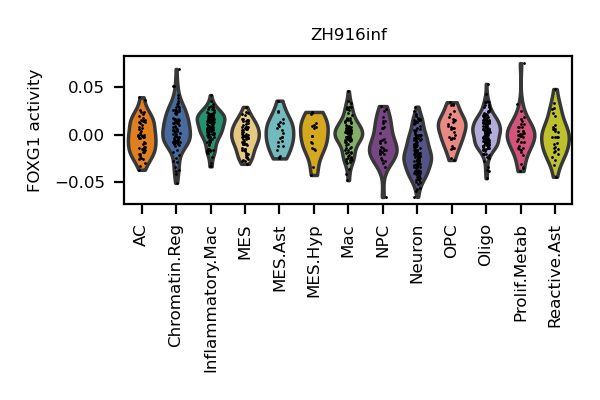 ZH916inf
FOXG1 activity
0.05
0.00
−0.05
AC
Chromatin.Reg
Inflammatory.Mac
MES
MES.Ast
MES.Hyp
Mac
NPC
Neuron
OPC
Oligo
Prolif.Metab
Reactive.Ast